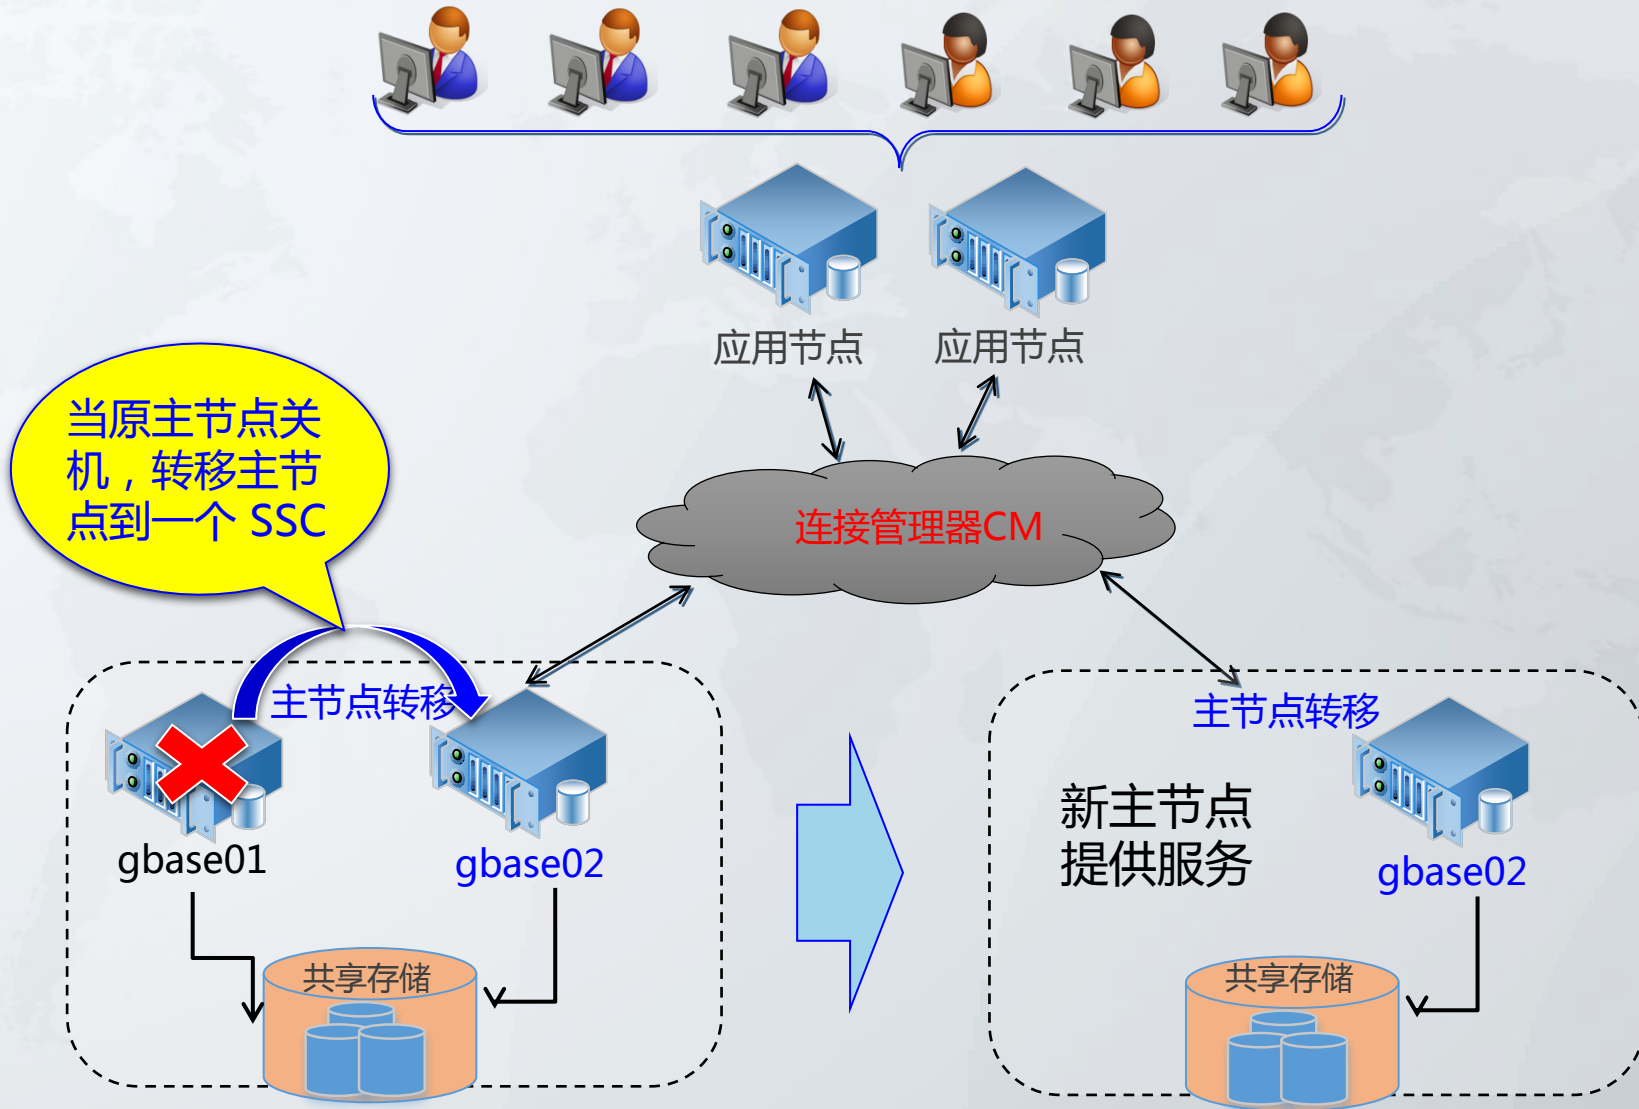 应用节点
应用节点
当原主节点关
机，转移主节
点到一个 SSC
连接管理器CM
主节点转移
gbase01
gbase02
共享存储
主节点转移
新主节点
提供服务
gbase02
共享存储